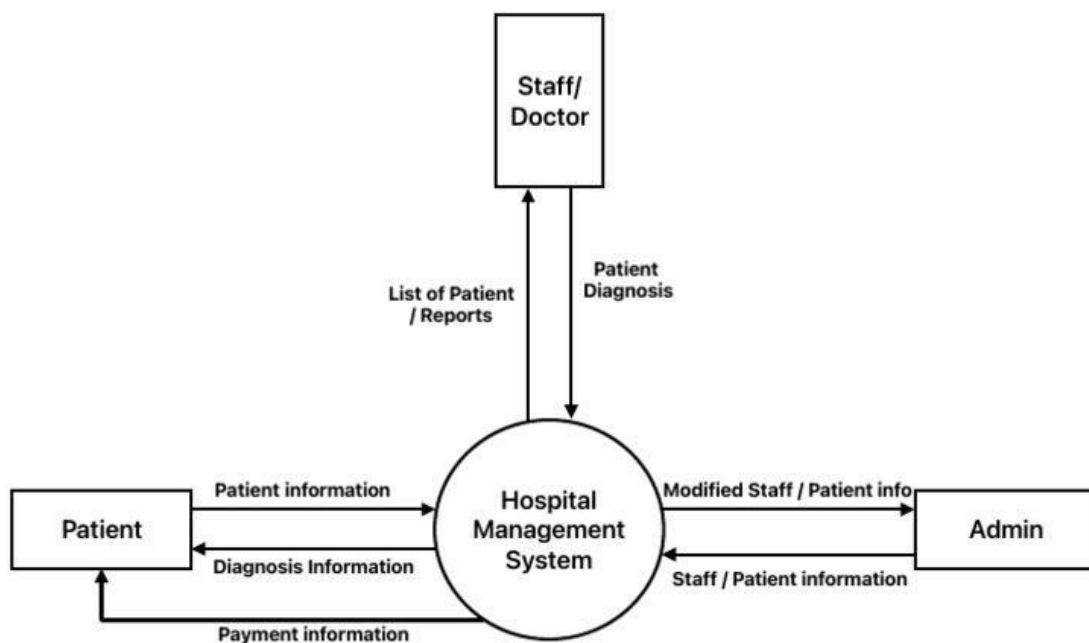 Staff/
Doctor
List of Patient
/ Reports
Patient
Diagnosis
Patient information
Patient
Diagnosis Information
Payment information
Hospital
Management
System
Modified Staff / Patient info
Admin
Staff / Patient information